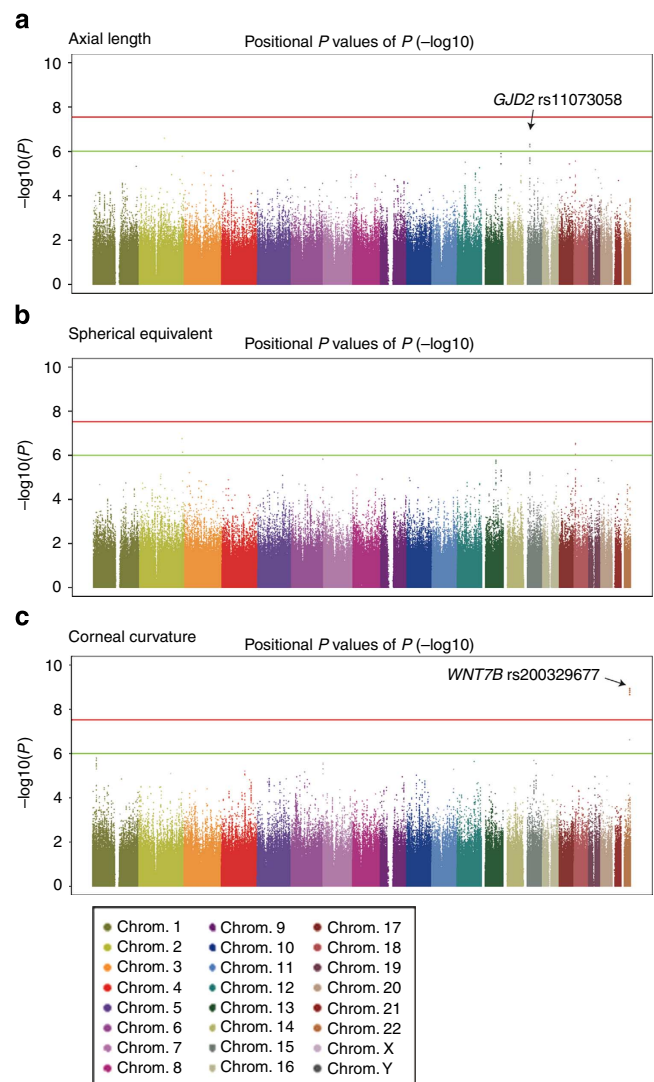 a
Axial length
Positional P values of P (–log10)
10
8
6
4
2
0
–log10(P)
GJD2 rs11073058
b
Spherical equivalent
Positional P values of P (–log10)
10
8
6
4
2
0
–log10(P)
c
Corneal curvature
Positional P values of P (–log10)
10
8
6
4
2
0
–log10(P)
WNT7B rs200329677
Chrom. 1
Chrom. 2
Chrom. 3
Chrom. 4
Chrom. 5
Chrom. 6
Chrom. 7
Chrom. 8
Chrom. 9
Chrom. 10
Chrom. 11
Chrom. 12
Chrom. 13
Chrom. 14
Chrom. 15
Chrom. 16
Chrom. 17
Chrom. 18
Chrom. 19
Chrom. 20
Chrom. 21
Chrom. 22
Chrom. X
Chrom. Y